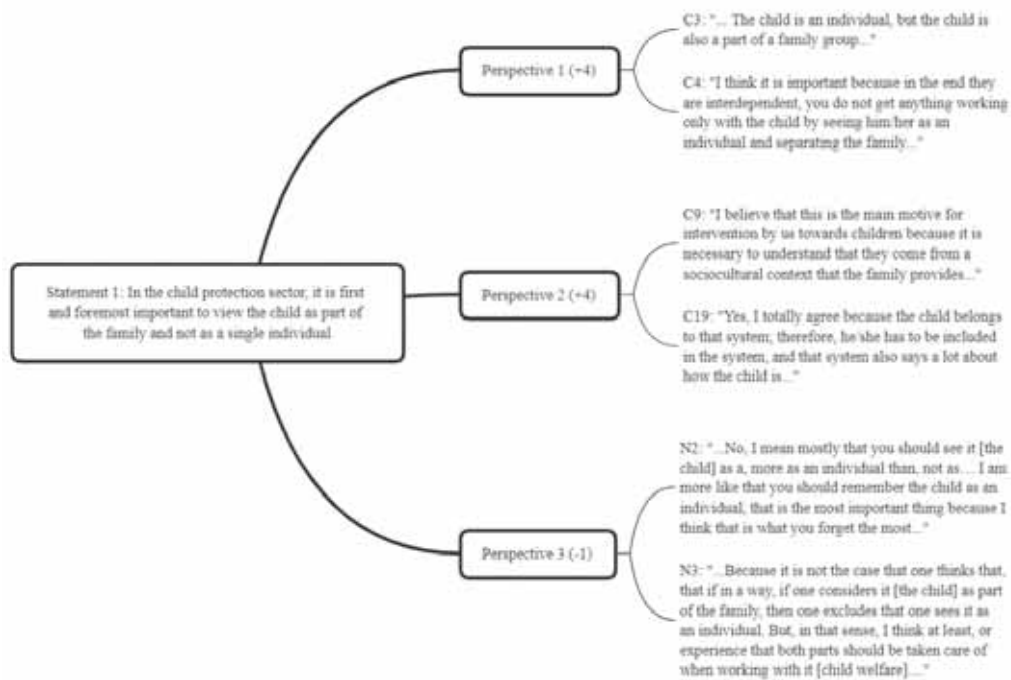 C3: "... The child is an individual, but the child is
also a part of a family group..."
Perspective 1 (+4)
C4: "I think it is important because in the end they
are interdependent, you do not get anything working
only with the child by seeing him/her as an
individual and separating the family..."
C9: "I believe that this is the main motive for
intervention by us towards children because it is
necessary to understand that they come from a
sociocultural context that the family provides..."
Statement 1: In the child protection sector, it is first
and foremost important to view the child as part of
the family and not as a single individual
Perspective 2 (+4)
C19: "Yes, I totally agree because the child belongs
to that system, therefore, he/she has to be included
in the system, and that system also says a lot about
how the child is..."
N2: "...No, I mean mostly that you should see it [the
child] as a, more as an individual than, not as.... I am
more like that you should remember the child as an
individual, that is the most important thing because I
think that is what you forget the most..."
Perspective 3 (-1)
N3: "...Because it is not the case that one thinks that,
that if in a way, if one considers it [the child] as part
of the family, then one excludes that one sees it as
an individual. But, in that sense, I think at least, or
experience that both parts should be taken care of
when working with it [child welfare]...."